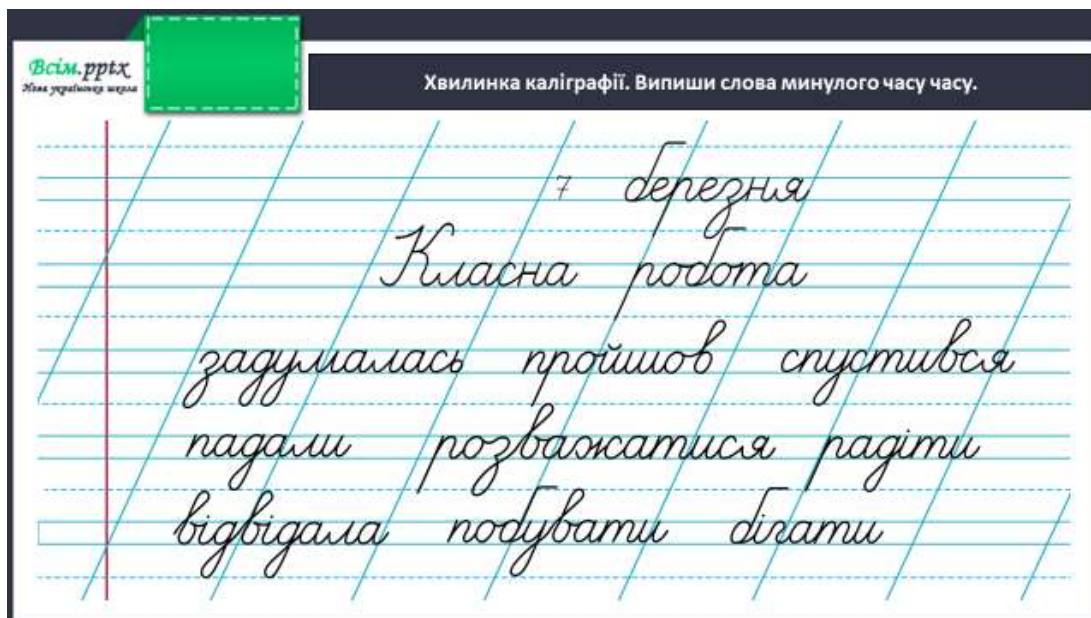 Всім.pptx
Нова українська школа
Хвилинка каліграфії. Випиши слова минулого часу часу.
7 березня
Класна робота
задумалась пройшов спустився
падали розважатися радіти
відвідала побувати бігати